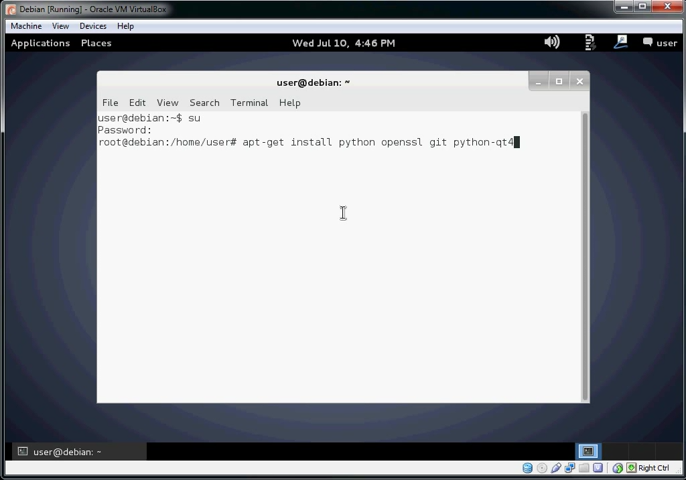 Debian [Running] - Oracle VM VirtualBox
Machine View Devices Help
Applications Places Wed Jul 10, 4:46 PM user
user@debian: ~
File Edit View Search Terminal Help
user@debian:~$ su
Password:
root@debian:/home/user# apt-get install python openssl git python-qt4
user@debian: ~
Right Ctrl